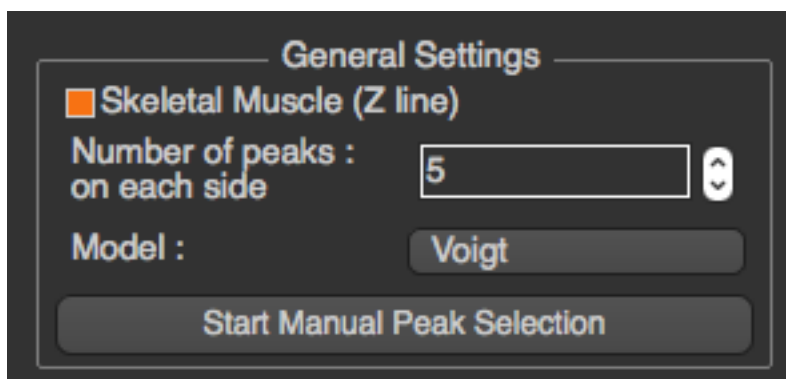 General Settings
Skeletal Muscle (Z line)
Number of peaks :
on each side
5
Model :
Voigt
Start Manual Peak Selection